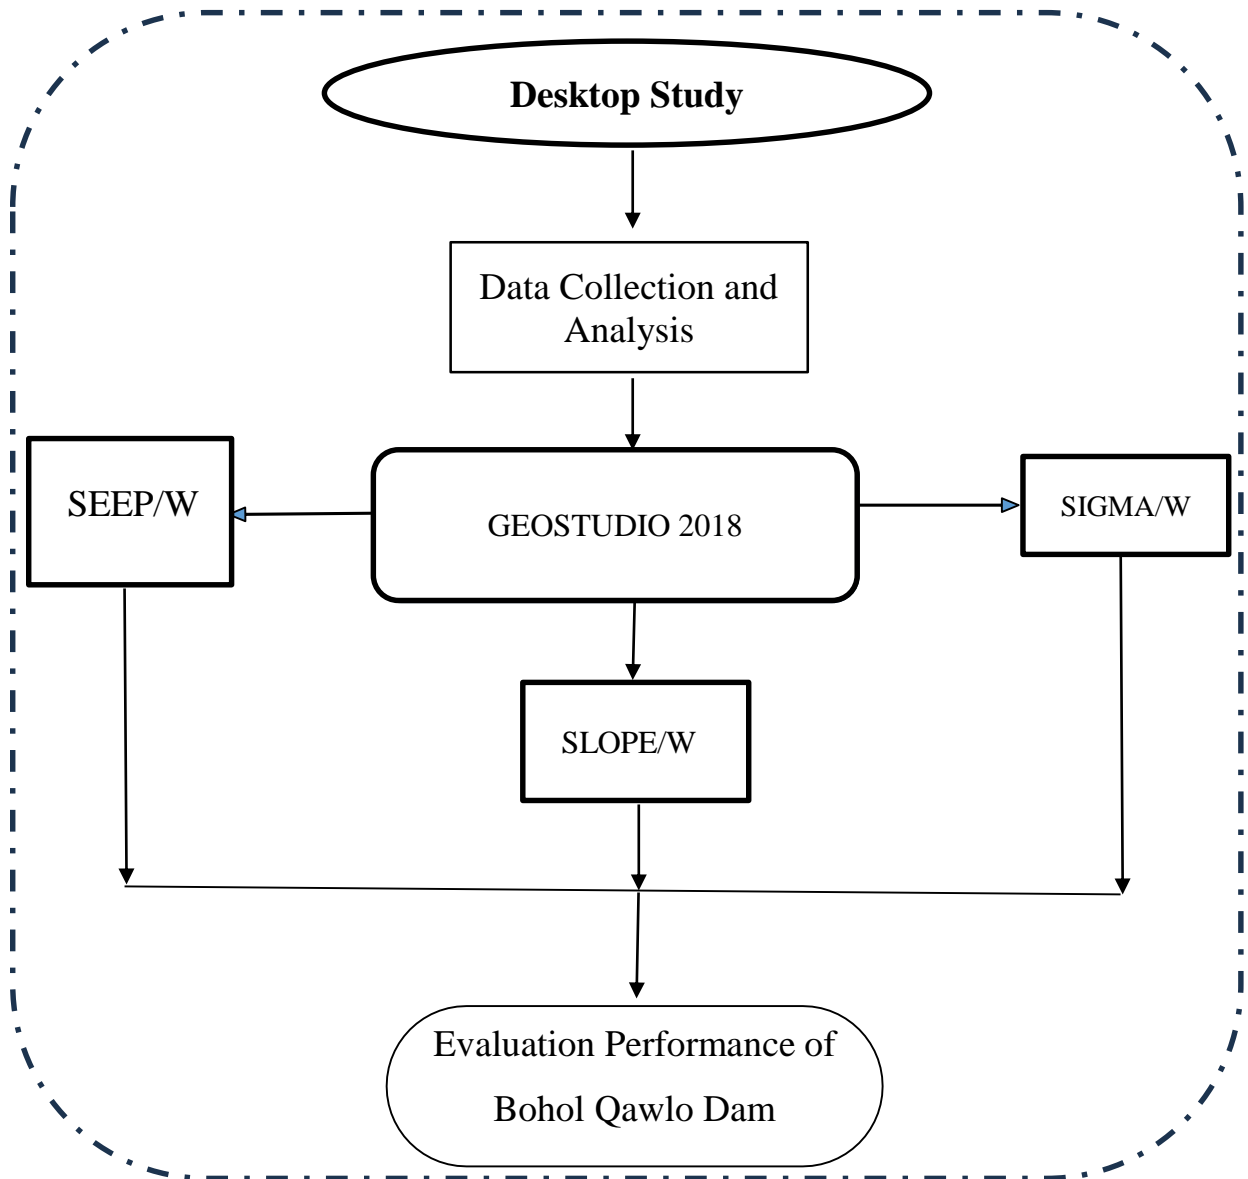 Desktop Study
Data Collection and
Analysis
SEEP/W
GEOSTUDIO 2018
SIGMA/W
SLOPE/W
Evaluation Performance of
Bohol Qawlo Dam